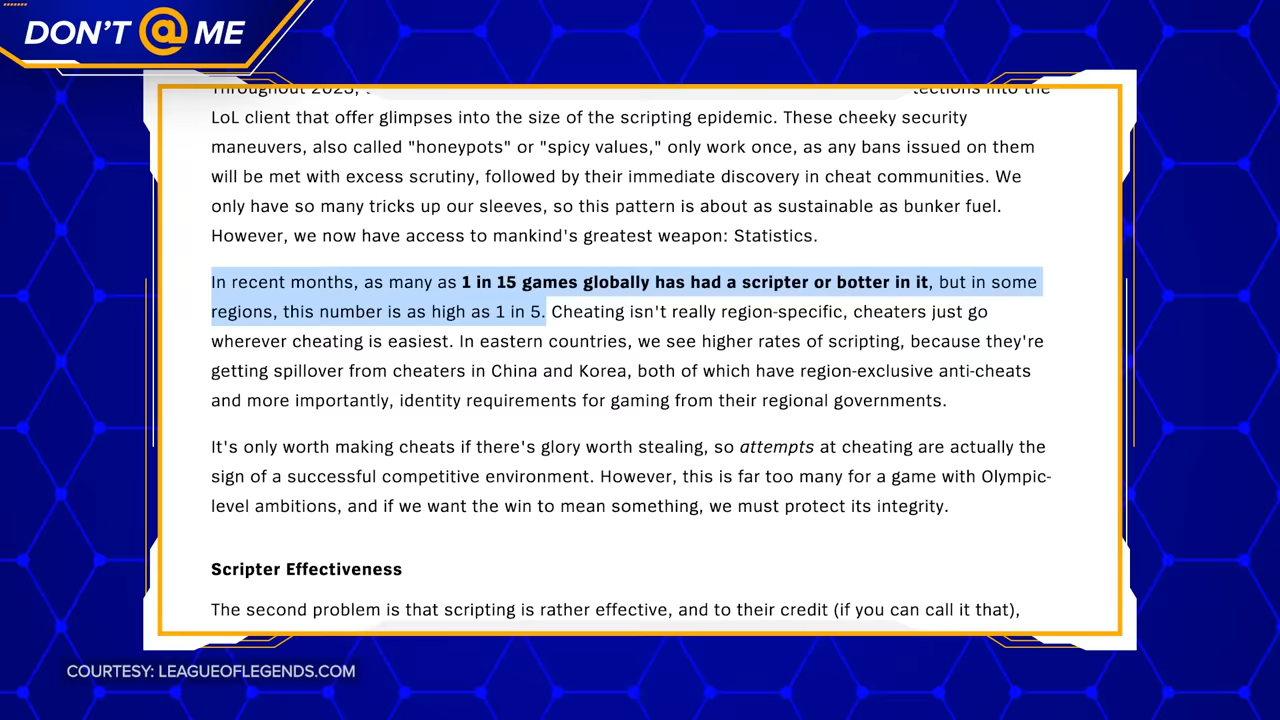 DON'T @ ME
Throughout 2023,
LoL client that offer glimpses into the size of the scripting epidemic. These cheeky security
maneuvers, also called "honeypots" or "spicy values," only work once, as any bans issued on them
will be met with excess scrutiny, followed by their immediate discovery in cheat communities. We
only have so many tricks up our sleeves, so this pattern is about as sustainable as bunker fuel.
However, we now have access to mankind's greatest weapon: Statistics.
In recent months, as many as 1 in 15 games globally has had a scripter or botter in it, but in some
regions, this number is as high as 1 in 5. Cheating isn't really region-specific, cheaters just go
wherever cheating is easiest. In eastern countries, we see higher rates of scripting, because they're
getting spillover from cheaters in China and Korea, both of which have region-exclusive anti-cheats
and more importantly, identity requirements for gaming from their regional governments.
It's only worth making cheats if there's glory worth stealing, so attempts at cheating are actually the
sign of a successful competitive environment. However, this is far too many for a game with Olympic-
level ambitions, and if we want the win to mean something, we must protect its integrity.
Scripter Effectiveness
The second problem is that scripting is rather effective, and to their credit (if you can call it that),
COURTESY: LEAGUEOFLEGENDS.COM